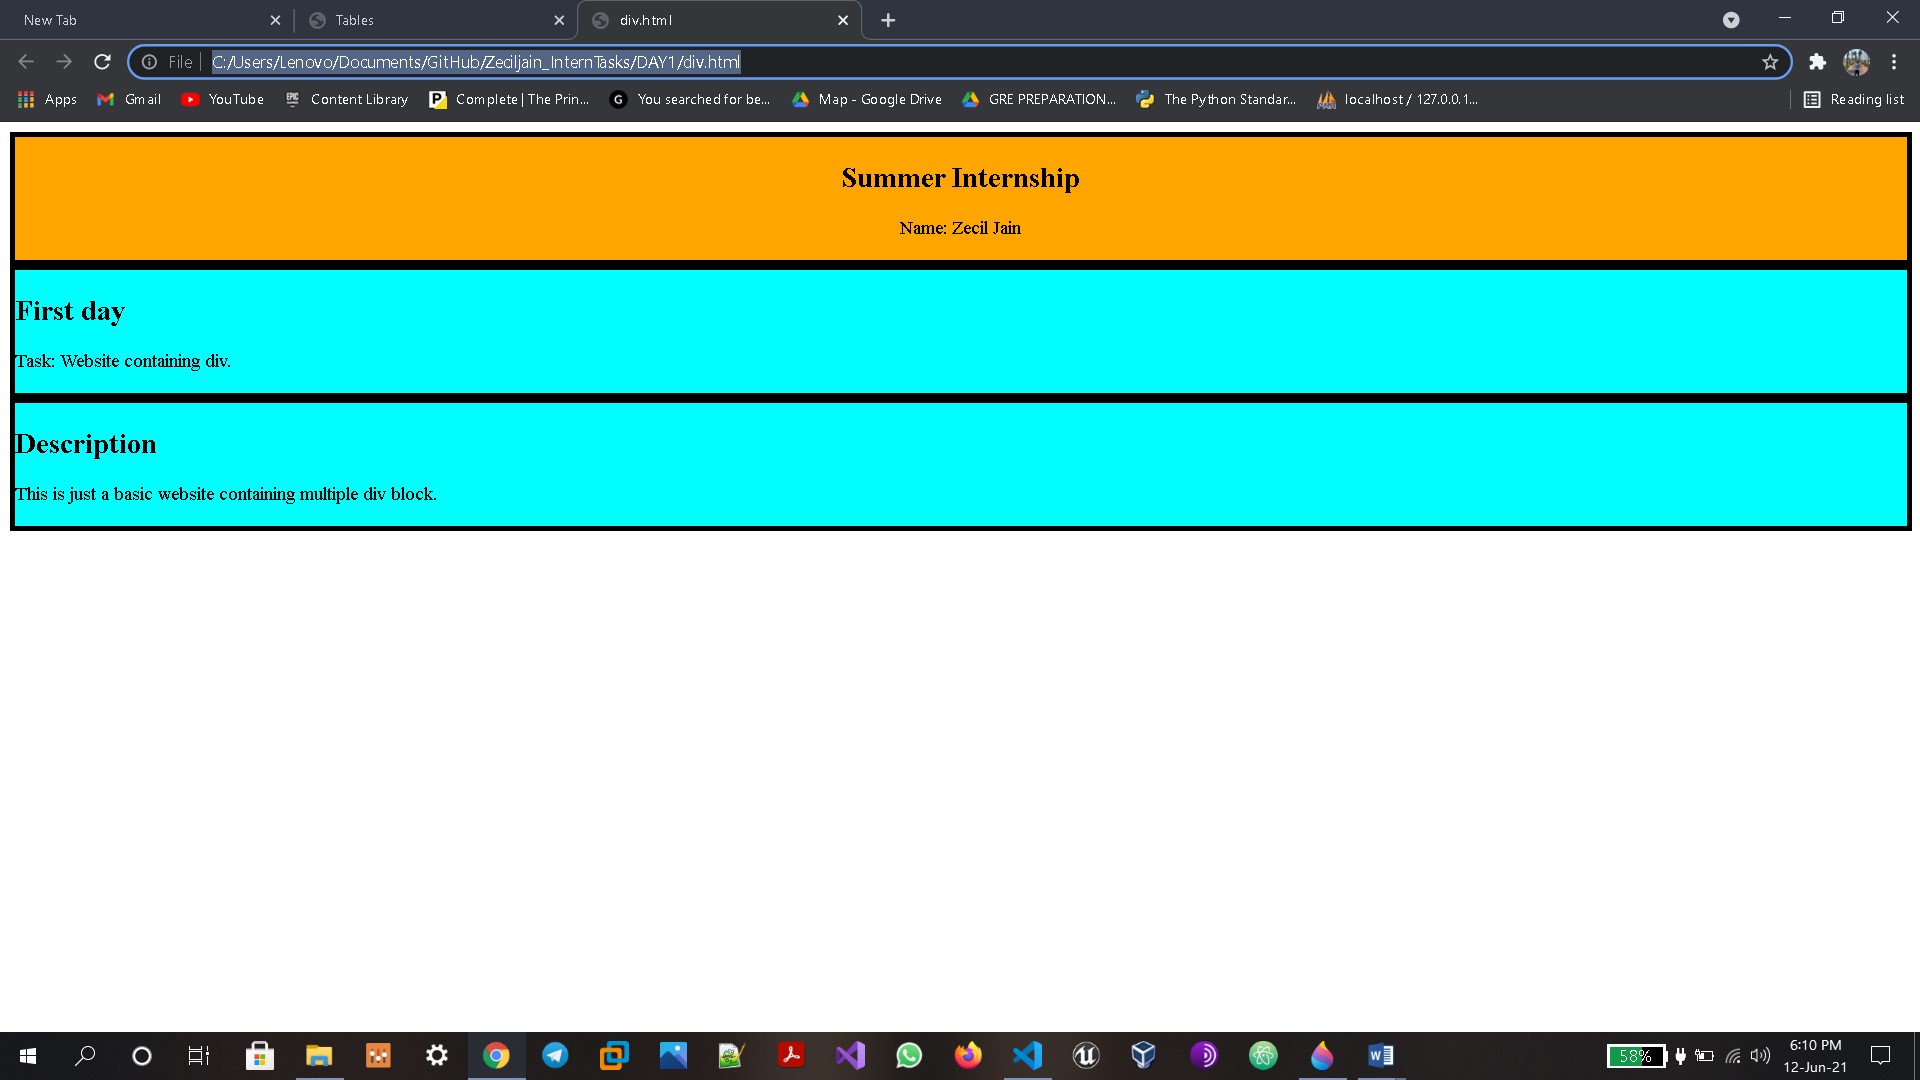 New Tab
Tables
div.html
File
C:/Users/Lenovo/Documents/GitHub/Zeciljain_InternTasks/DAY1/div.html
Apps
Gmail
YouTube
Content Library
Complete | The Prin...
You searched for be...
Map - Google Drive
GRE PREPARATION...
The Python Standar...
localhost / 127.0.0.1...
Reading list
Summer Internship
Name: Zecil Jain
First day
Task: Website containing div.
Description
This is just a basic website containing multiple div block.
58%
6:10 PM
12-Jun-21